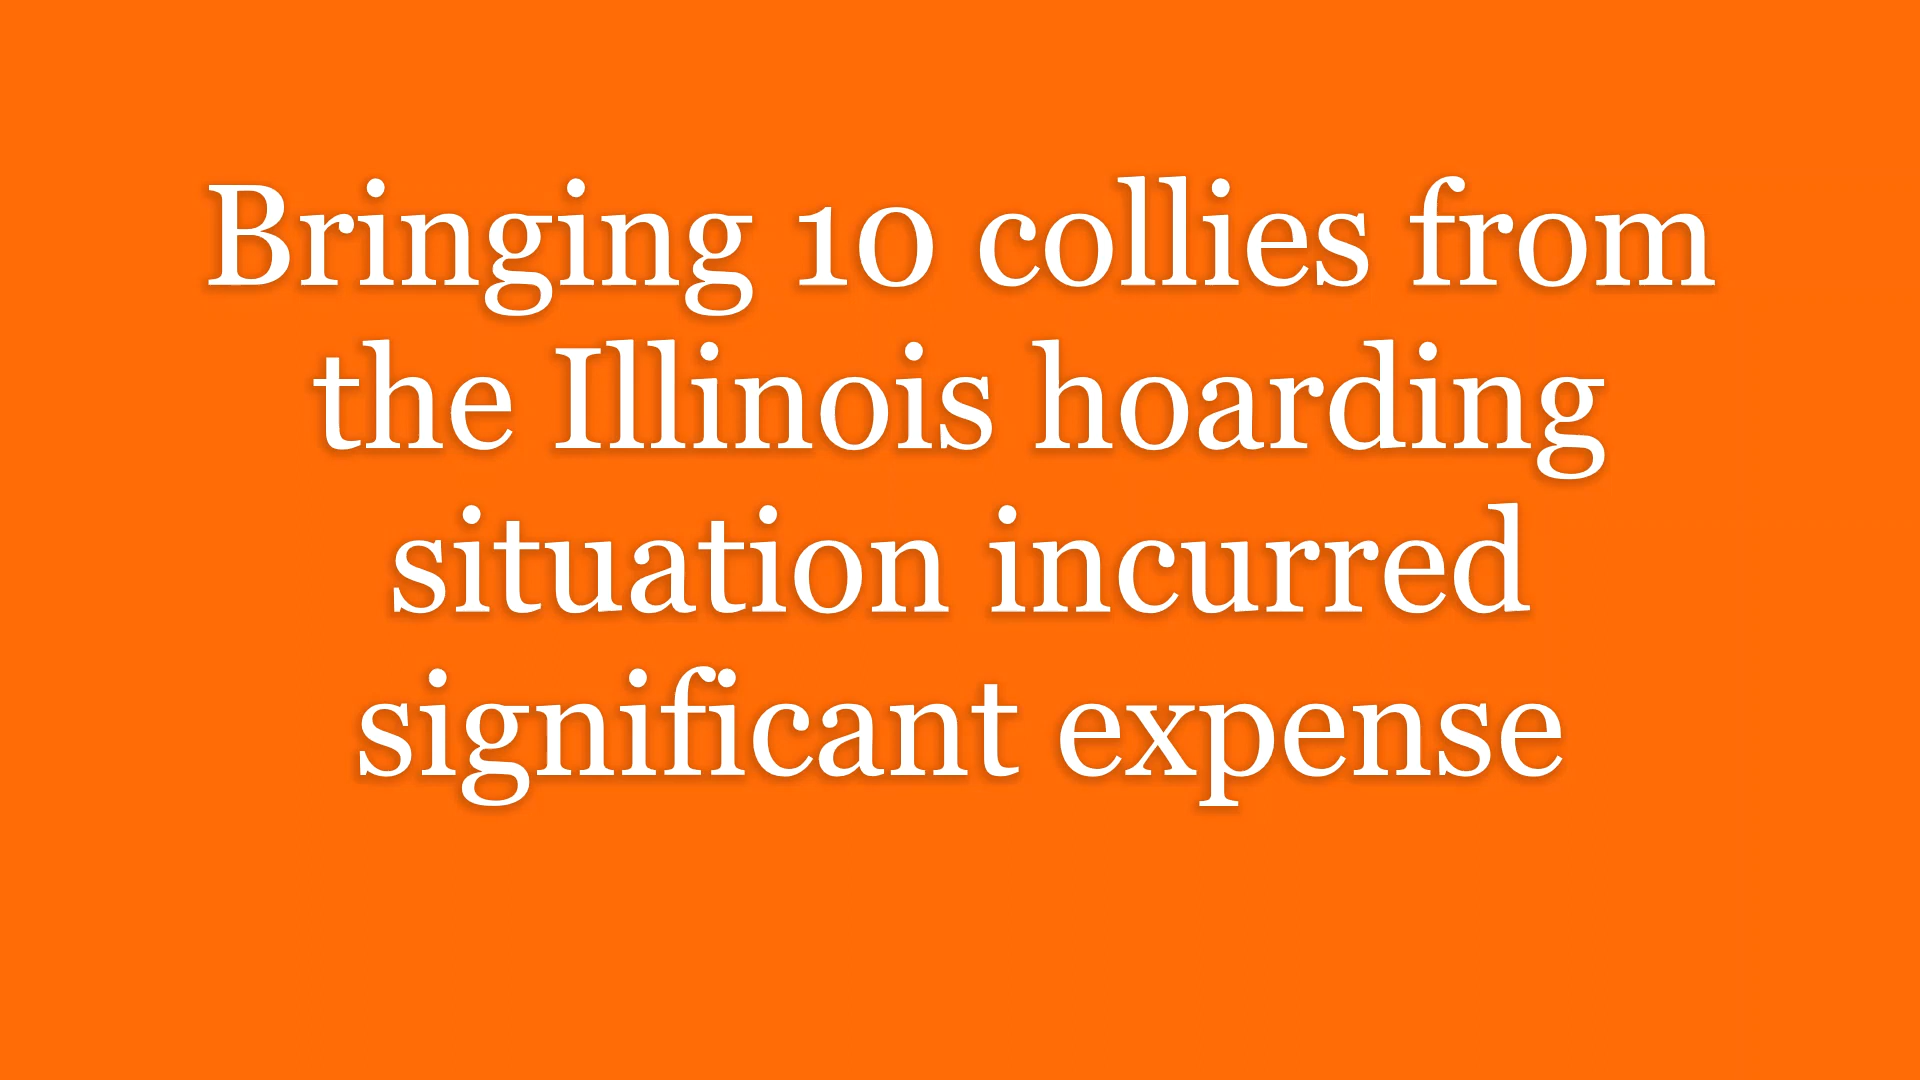 Bringing 10 collies from
the Illinois hoarding
situation incurred
significant expense